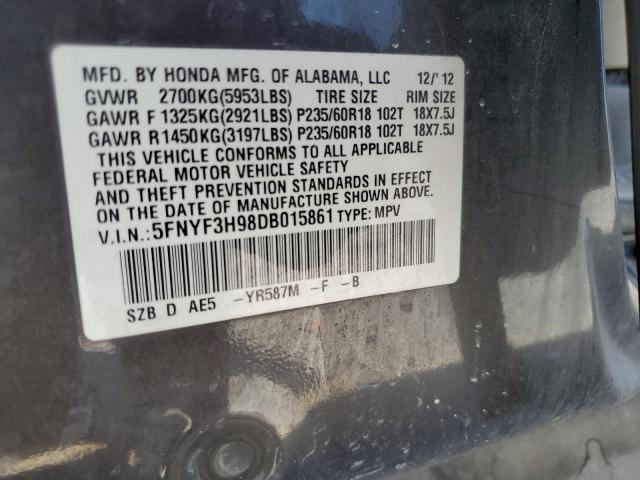 MFD. BY HONDA MFG. OF ALABAMA, LLC 12/'12
GVWR 2700KG(5953LBS) TIRE SIZE RIM SIZE
GAWR F 1325KG(2921LBS) P235/60R18 102T 18X7.5J
GAWR R 1450KG(3197LBS) P235/60R18 102T 18X7.5J
THIS VEHICLE CONFORMS TO ALL APPLICABLE
FEDERAL MOTOR VEHICLE SAFETY
AND THEFT PREVENTION STANDARDS IN EFFECT
ON THE DATE OF MANUFACTURE SHOWN ABOVE.
V.I.N.:5FNYF3H98DB015861 TYPE: MPV
SZB D AE5 -YR587M -F -B